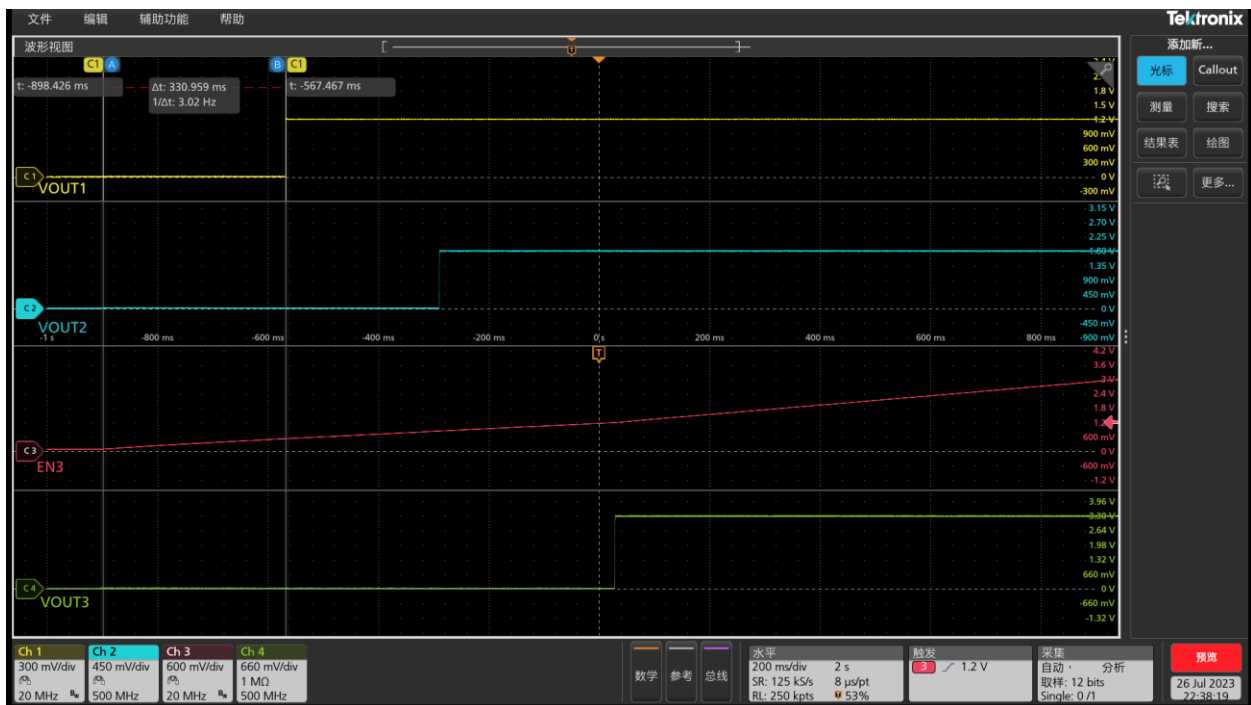 文件 编辑 辅助功能 帮助
Tektronix
波形视图
添加新...
光标 Callout
测量 搜索
结果表 绘图
更多...
C1 A B C1
t: -898.426 ms
Δt: 330.959 ms
1/Δt: 3.02 Hz
t: -567.467 ms
1.8 V
1.5 V
1.2 V
900 mV
600 mV
300 mV
0 V
-300 mV
C1
VOUT1
3.15 V
2.70 V
2.25 V
1.80 V
1.35 V
900 mV
450 mV
0 V
-450 mV
-900 mV
C2
VOUT2
-1 s -800 ms -600 ms -400 ms -200 ms 0 s 200 ms 400 ms 600 ms 800 ms
T
4.2 V
3.6 V
3 V
2.4 V
1.8 V
600 mV
0 V
-600 mV
-1.2 V
C3
EN3
3.96 V
3.30 V
2.64 V
1.98 V
1.32 V
660 mV
0 V
-660 mV
-1.32 V
C4
VOUT3
Ch 1
300 mV/div
20 MHz
Ch 2
450 mV/div
500 MHz
Ch 3
600 mV/div
20 MHz
Ch 4
660 mV/div
1 MΩ
500 MHz
数学 参考 总线
水平
200 ms/div 2 s
SR: 125 kS/s 8 µs/pt
RL: 250 kpts 53%
触发
3 1.2 V
采集
自动, 分析
取样: 12 bits
Single: 0 /1
预览
26 Jul 2023
22:38:19